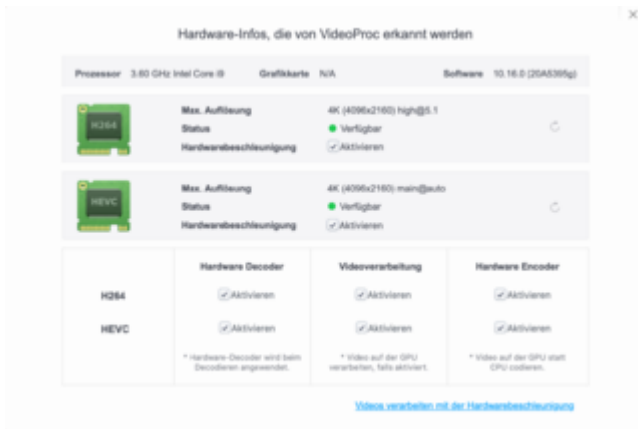 Hardware-Infos, die von VideoProc erkannt werden
Prozessor 3.60 GHz Intel Core i9 Grafikkarte N/A Software 10.16.0 (20A5395g)
H264
Max. Auflösung 4K (4096x2160) high@5.1
Status Verfügbar
Hardwarebeschleunigung Aktivieren
HEVC
Max. Auflösung 4K (4096x2160) main@auto
Status Verfügbar
Hardwarebeschleunigung Aktivieren
Hardware Decoder Videoverarbeitung Hardware Encoder
H264 Aktivieren Aktivieren Aktivieren
HEVC Aktivieren Aktivieren Aktivieren
* Hardware-Decoder wird beim * Video auf der GPU * Video auf der GPU statt
Decodieren angewendet. verarbeiten, falls aktiviert. CPU codieren.
Videos verarbeiten mit der Hardwarebeschleunigung